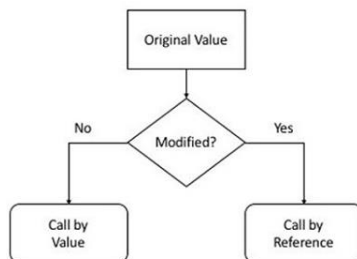 Original Value
No
Yes
Modified?
Call by
Value
Call by
Reference